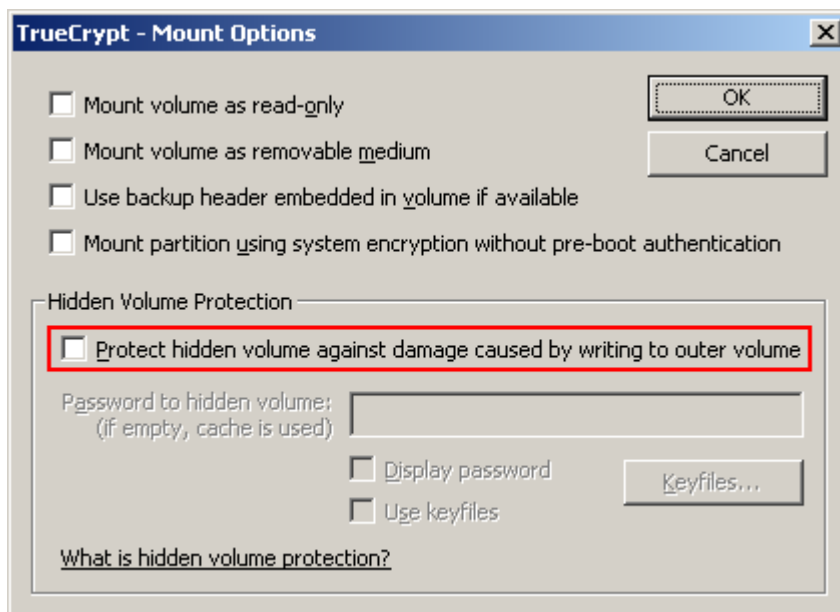 TrueCrypt - Mount Options
Mount volume as read-only
OK
Mount volume as removable medium
Cancel
Use backup header embedded in volume if available
Mount partition using system encryption without pre-boot authentication
Hidden Volume Protection
Protect hidden volume against damage caused by writing to outer volume
Password to hidden volume:
(if empty, cache is used)
Display password
Keyfiles...
Use keyfiles
What is hidden volume protection?